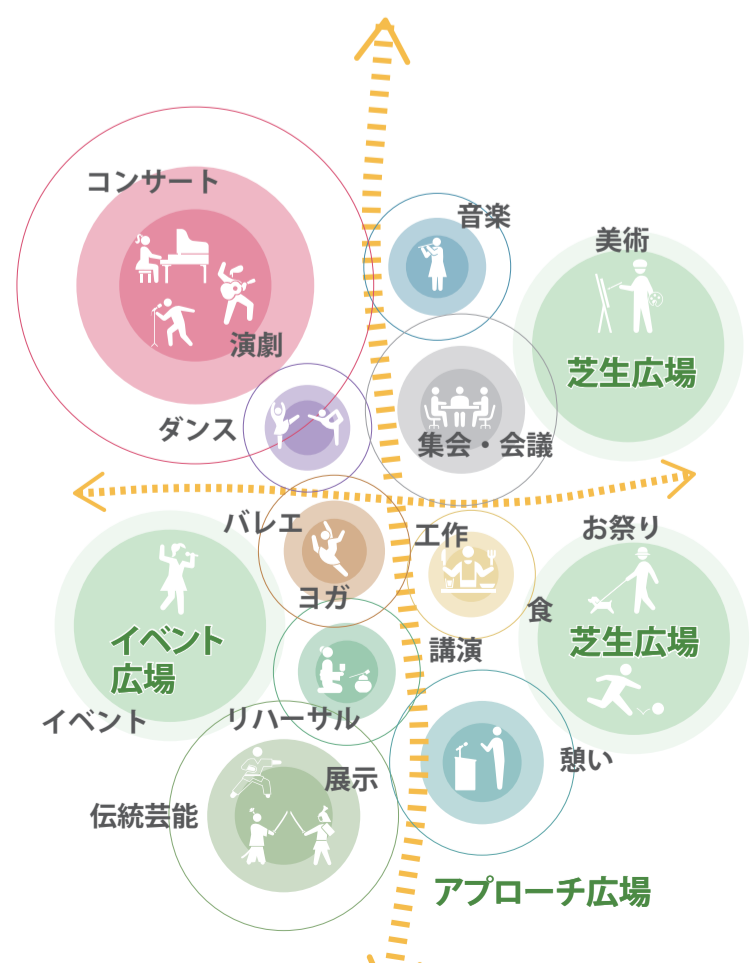 コンサート
音楽
美術
演劇
芝生広場
ダンス
集会・会議
バレエ
工作
お祭り
ヨガ
食
イベント
広場
講演
芝生広場
イベント
リハーサル
憩い
展示
伝統芸能
アプローチ広場